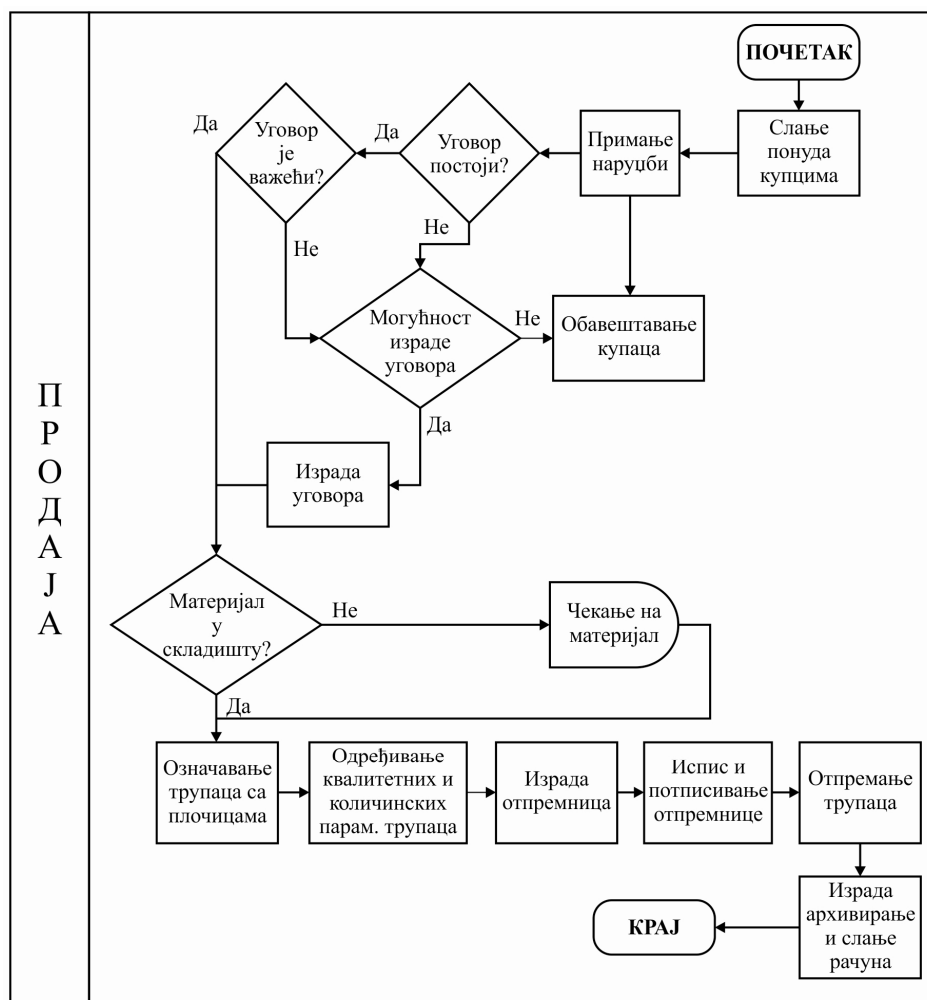 ПРОДАЈА
ПОЧЕТАК
Слање
понуда
купцима
Примање
наруџби
Уговор
постоји?
Да
Уговор
је
важећи?
Да
Не
Не
Могућност
израде
уговора
Не
Обавештавање
купаца
Да
Израда
уговора
Материјал
у
складишту?
Не
Чекање на
материјал
Да
Означавање
трупаца са
плочицама
Одређивање
квалитетних и
количинских
парам. трупаца
Израда
отпремница
Испис и
потписивање
отпремнице
Отпремање
трупаца
Израда
архивирање
и слање
рачуна
КРАЈ